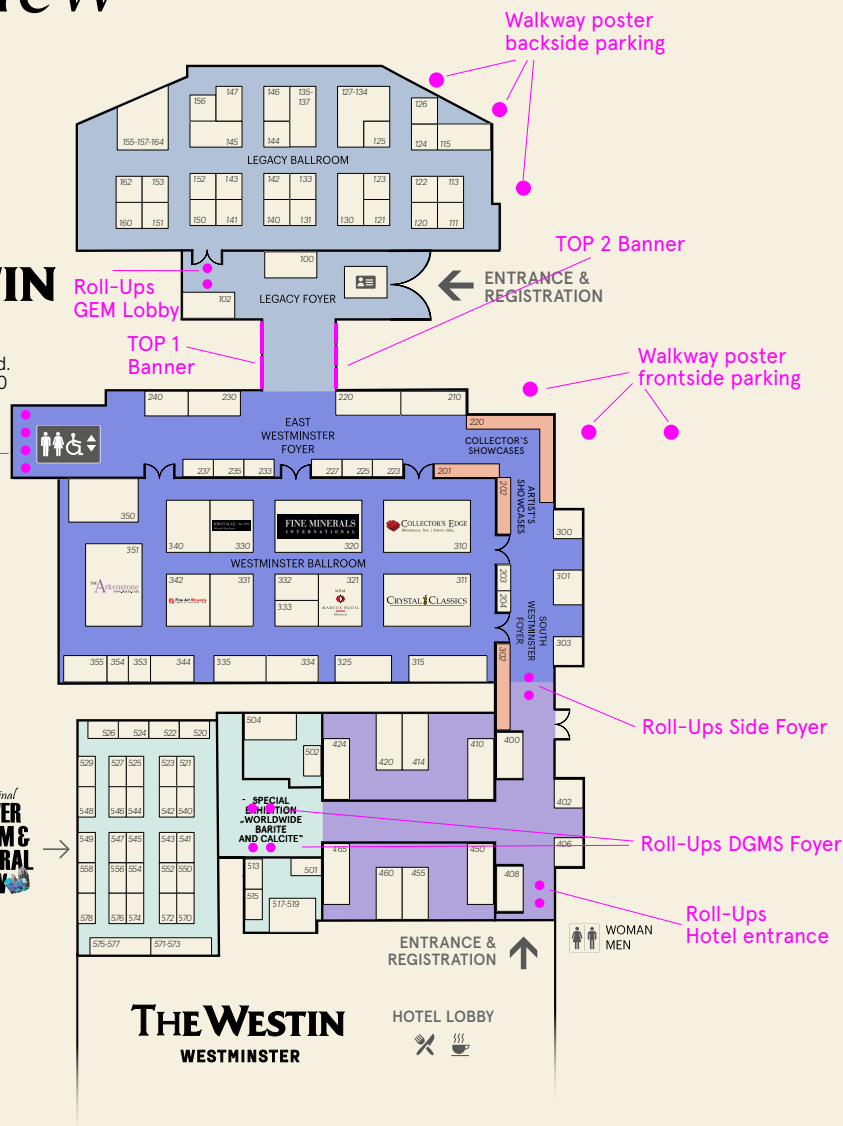 Walkway poster
backside parking
147
156
145
146
135-
137
144
127-134
125
126
124
115
155-157-164
LEGACY BALLROOM
162
153
160
151
152
143
150
141
142
133
140
131
123
130
121
122
113
120
111
TOP 2 Banner
Roll-Ups
GEM Lobby
100
102
LEGACY FOYER
ENTRANCE &
REGISTRATION
TOP 1
Banner
Walkway poster
frontside parking
d.
0
240
230
220
210
EAST
WESTMINSTER
FOYER
220
COLLECTOR'S
SHOWCASES
237
235
233
227
225
223
201
202
ARTIST'S
SHOWCASES
350
340
330
FINE MINERALS
INTERNATIONAL
320
COLLECTOR'S EDGE
310
300
351
THE Arkenstone
WESTMINSTER BALLROOM
342
Fine Art Minerals
331
332
321
333
MARCUS BUDIL
311
CRYSTAL CLASSICS
203
204
301
SOUTH
WESTMINSTER
FOYER
303
302
355
354
353
344
335
334
325
315
Roll-Ups Side Foyer
526
524
522
520
504
502
424
420
414
410
400
402
529
527
525
523
521
548
546
544
542
540
SPECIAL
EXHIBITION
„WORLDWIDE
BARITE
AND CALCITE“
549
547
545
543
541
558
556
554
552
550
578
576
574
572
570
575-577
571-573
513
501
515
517-519
465
460
455
450
408
406
Roll-Ups DGMS Foyer
Roll-Ups
Hotel entrance
ENTRANCE &
REGISTRATION
WOMAN
MEN
THE WESTIN
WESTMINSTER
HOTEL LOBBY